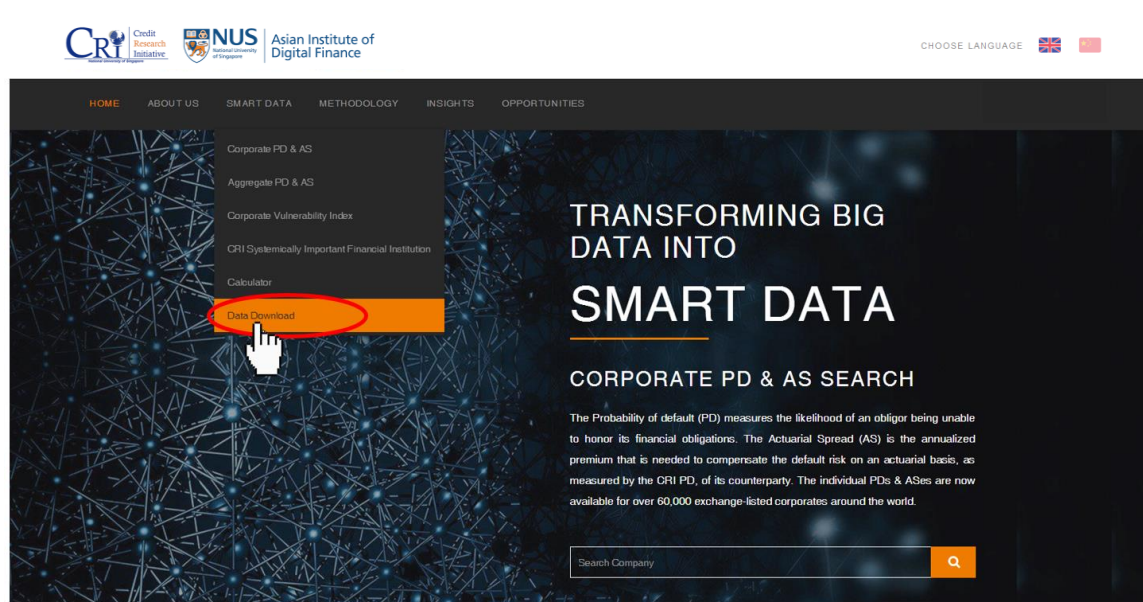 CRI Credit
Research
Initiative
National University of Singapore
NUS
National University
of Singapore
Asian Institute of
Digital Finance
CHOOSE LANGUAGE
HOME ABOUT US SMART DATA METHODOLOGY INSIGHTS OPPORTUNITIES
Corporate PD & AS
Aggregate PD & AS
Corporate Vulnerability Index
CRI Systemically Important Financial Institution
Calculator
Data Download
TRANSFORMING BIG
DATA INTO
SMART DATA
CORPORATE PD & AS SEARCH
The Probability of default (PD) measures the likelihood of an obligor being unable
to honor its financial obligations. The Actuarial Spread (AS) is the annualized
premium that is needed to compensate the default risk on an actuarial basis, as
measured by the CRI PD, of its counterparty. The individual PDs & ASes are now
available for over 60,000 exchange-listed corporates around the world.
Search Company